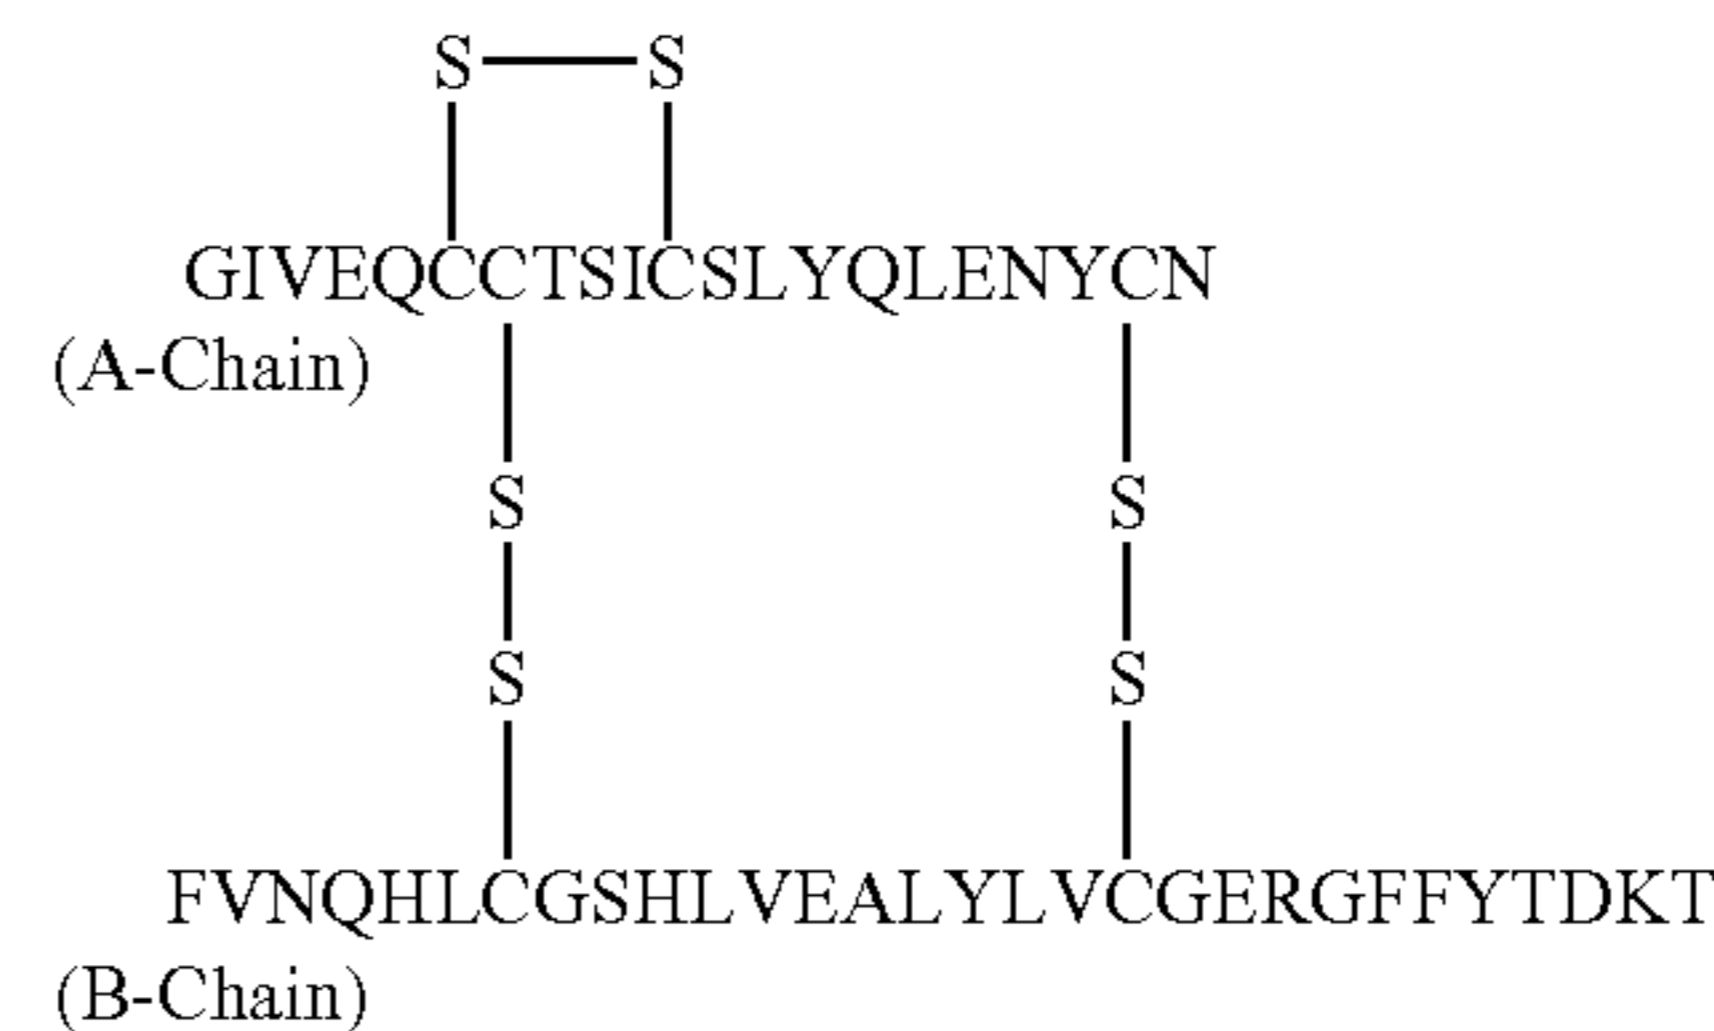 S S
GIVEQCCTSICSLYQLENYCN
(A-Chain)
S S
S S
FVNQHLCGSHLVEALYLVCGERGFFYTDKT
(B-Chain)